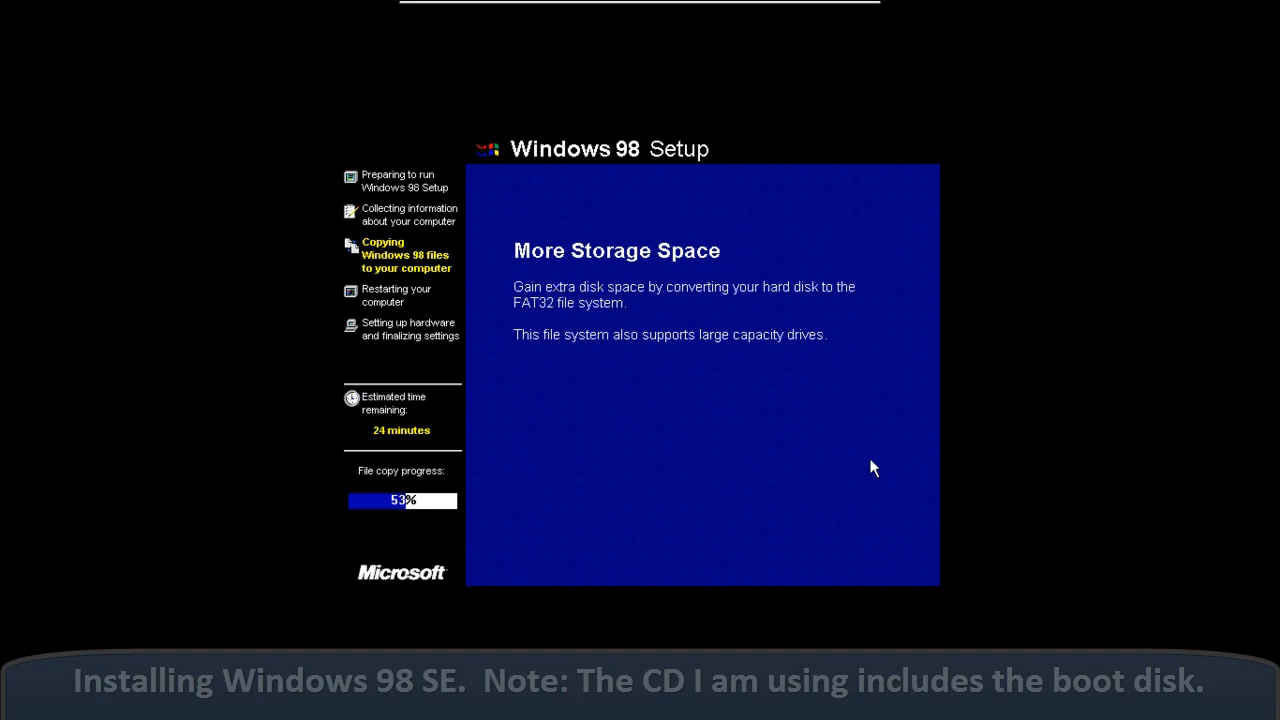 Windows 98 Setup
Preparing to run
Windows 98 Setup
Collecting information
about your computer
Copying
Windows 98 files
to your computer
Restarting your
computer
Setting up hardware
and finalizing settings
Estimated time
remaining:
24 minutes
File copy progress:
53%
Microsoft
More Storage Space
Gain extra disk space by converting your hard disk to the
FAT32 file system.
This file system also supports large capacity drives.
Installing Windows 98 SE.  Note: The CD I am using includes the boot disk.